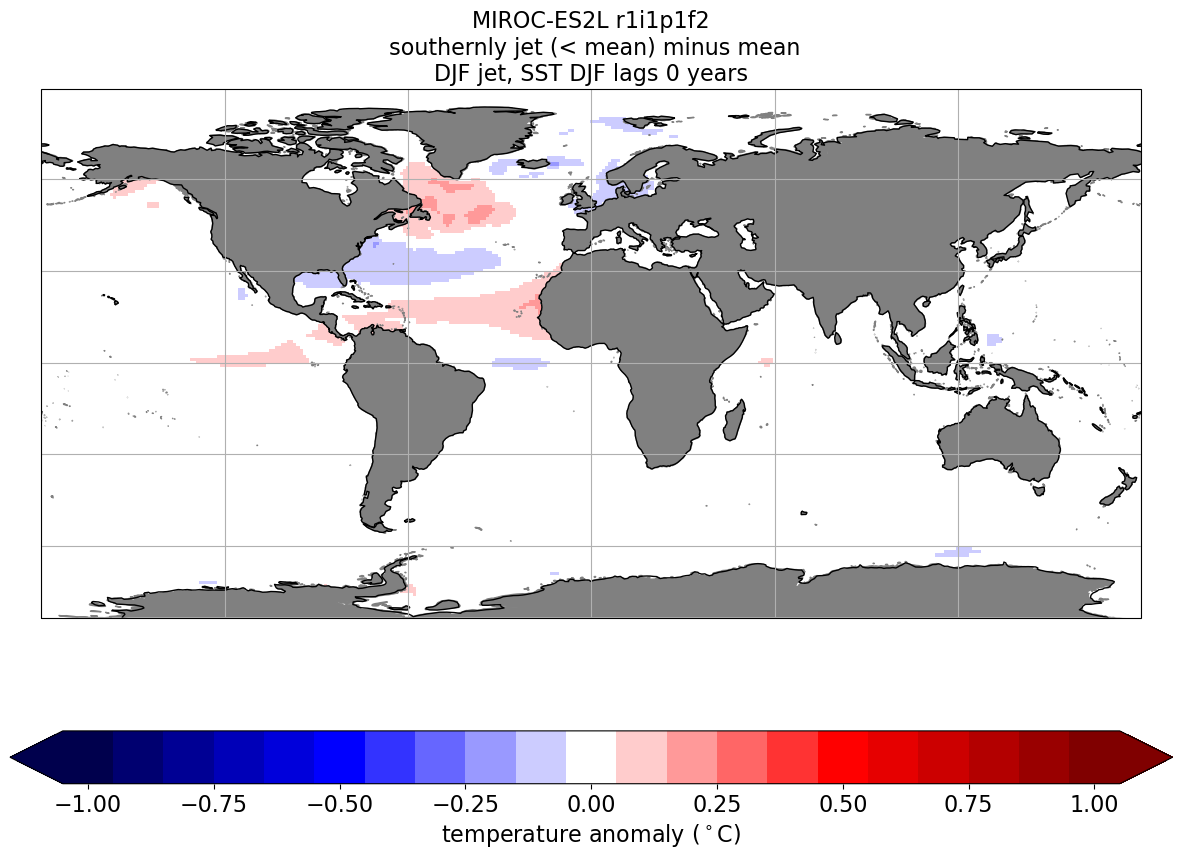 MIROC-ES2L r1i1p1f2
southernly jet (< mean) minus mean
DJF jet, SST DJF lags 0 years
−1.00 −0.75 −0.50 −0.25 0.00 0.25 0.50 0.75 1.00
temperature anomaly (∘C)